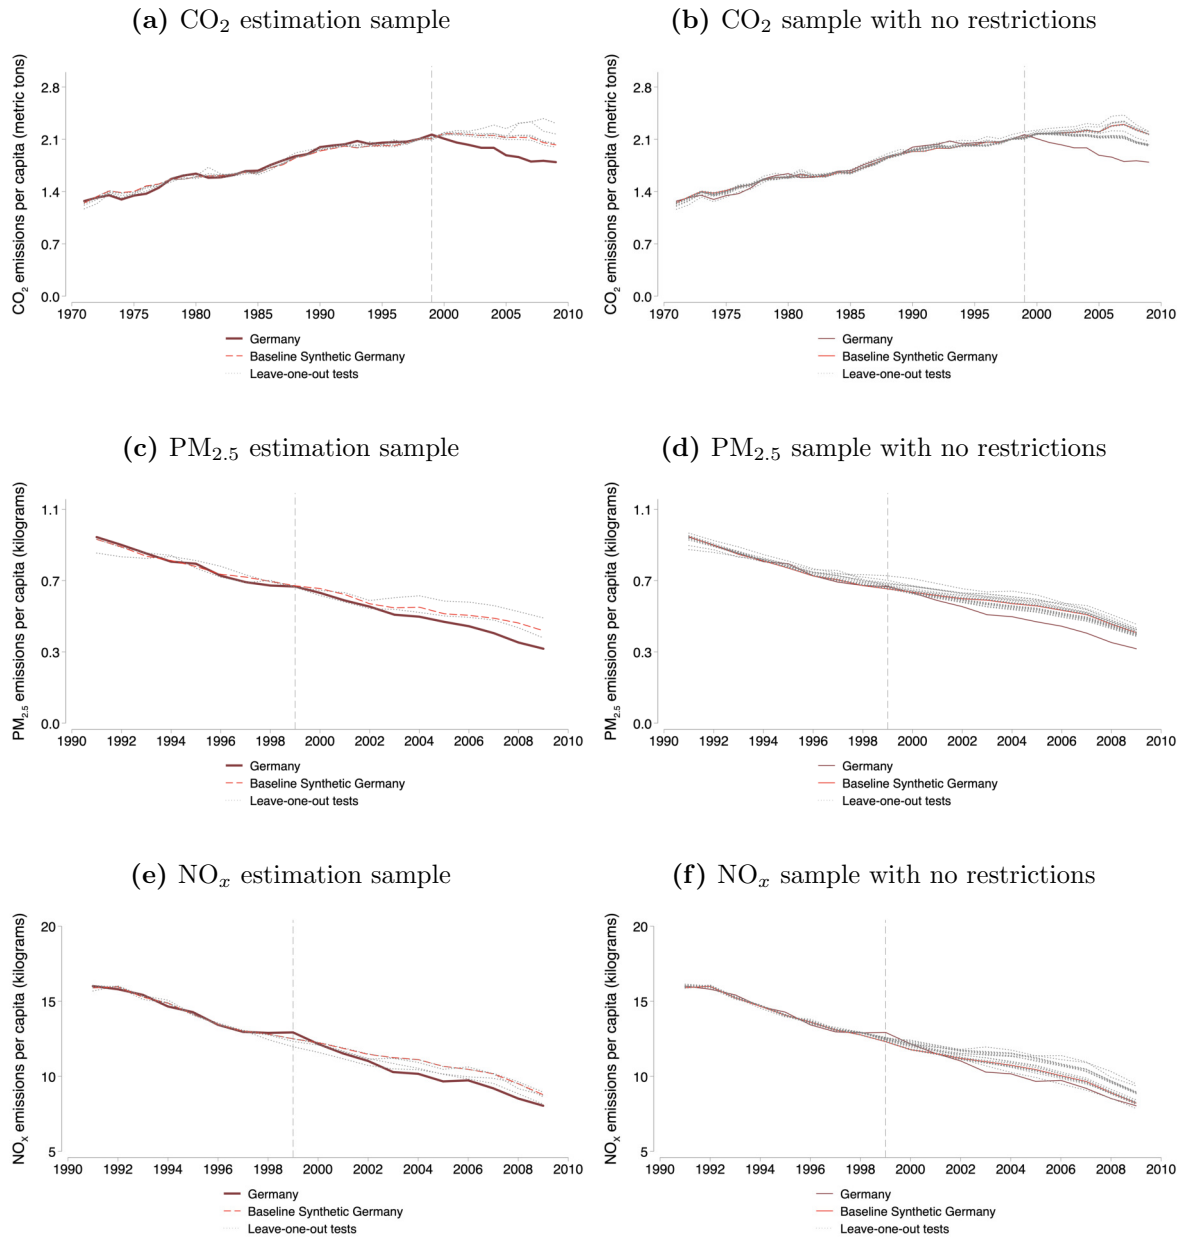 (a) CO₂ estimation sample
CO₂ emissions per capita (metric tons)
2.8
2.1
1.4
0.7
0.0
1970 1975 1980 1985 1990 1995 2000 2005 2010
Germany
Baseline Synthetic Germany
Leave-one-out tests
(b) CO₂ sample with no restrictions
CO₂ emissions per capita (metric tons)
2.8
2.1
1.4
0.7
0.0
1970 1975 1980 1985 1990 1995 2000 2005 2010
Germany
Baseline Synthetic Germany
Leave-one-out tests
(c) PM₂.₅ estimation sample
PM₂.₅ emissions per capita (kilograms)
1.1
0.7
0.3
0.0
1990 1992 1994 1996 1998 2000 2002 2004 2006 2008 2010
Germany
Baseline Synthetic Germany
Leave-one-out tests
(d) PM₂.₅ sample with no restrictions
PM₂.₅ emissions per capita (kilograms)
1.1
0.7
0.3
0.0
1990 1992 1994 1996 1998 2000 2002 2004 2006 2008 2010
Germany
Baseline Synthetic Germany
Leave-one-out tests
(e) NOₓ estimation sample
NOₓ emissions per capita (kilograms)
20
15
10
5
1990 1992 1994 1996 1998 2000 2002 2004 2006 2008 2010
Germany
Baseline Synthetic Germany
Leave-one-out tests
(f) NOₓ sample with no restrictions
NOₓ emissions per capita (kilograms)
20
15
10
5
1990 1992 1994 1996 1998 2000 2002 2004 2006 2008 2010
Germany
Baseline Synthetic Germany
Leave-one-out tests